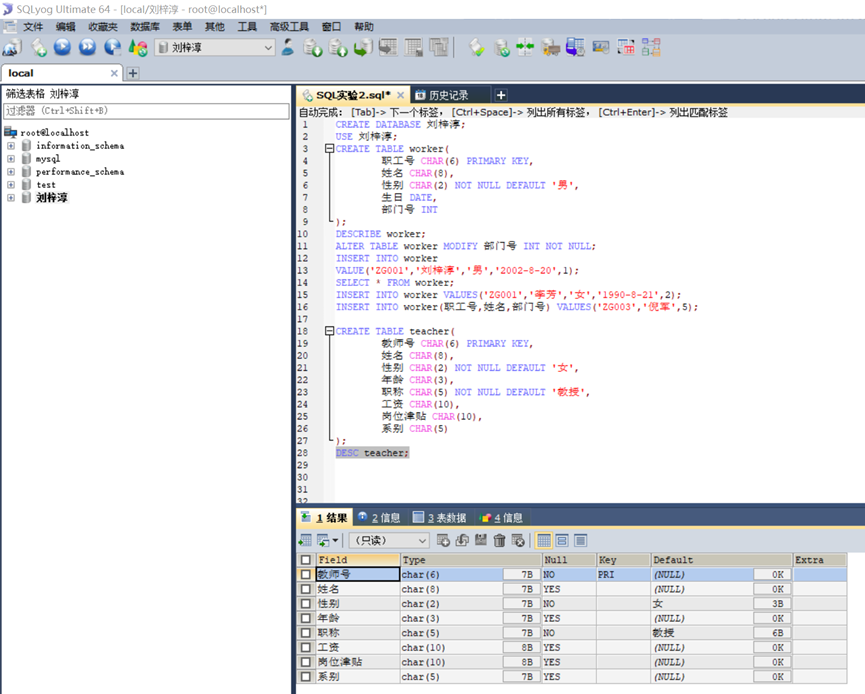 SQLyog Ultimate 64 - [local/刘梓淳 - root@localhost*]
文件 编辑 收藏夹 数据库 表单 其他 工具 高级工具 窗口 帮助
刘梓淳
local
筛选表格 刘梓淳
过滤器 (Ctrl+Shift+B)
root@localhost
information_schema
mysql
performance_schema
test
刘梓淳
SQL实验2.sql* 历史记录
自动完成: [Tab]-> 下一个标签, [Ctrl+Space]-> 列出所有标签, [Ctrl+Enter]-> 列出匹配标签
1 CREATE DATABASE 刘梓淳;
2 USE 刘梓淳;
3 CREATE TABLE worker(
4 职工号 CHAR(6) PRIMARY KEY,
5 姓名 CHAR(8),
6 性别 CHAR(2) NOT NULL DEFAULT '男',
7 生日 DATE,
8 部门号 INT
9 );
10 DESCRIBE worker;
11 ALTER TABLE worker MODIFY 部门号 INT NOT NULL;
12 INSERT INTO worker
13 VALUE('ZG001','刘梓淳','男','2002-8-20',1);
14 SELECT * FROM worker;
15 INSERT INTO worker VALUES('ZG001','李芳','女','1990-8-21',2);
16 INSERT INTO worker(职工号,姓名,部门号) VALUES('ZG003','倪军',5);
17
18 CREATE TABLE teacher(
19 教师号 CHAR(6) PRIMARY KEY,
20 姓名 CHAR(8),
21 性别 CHAR(2) NOT NULL DEFAULT '女',
22 年龄 CHAR(3),
23 职称 CHAR(5) NOT NULL DEFAULT '教授',
24 工资 CHAR(10),
25 岗位津贴 CHAR(10),
26 系别 CHAR(5)
27 );
28 DESC teacher;
29
30
31
32
1 结果 2 信息 3 表数据 4 信息
(只读)
Field Type Null Key Default Extra
教师号 char(6) 7B NO PRI (NULL) 0K
姓名 char(8) 7B YES (NULL) 0K
性别 char(2) 7B NO 女 3B
年龄 char(3) 7B YES (NULL) 0K
职称 char(5) 7B NO 教授 6B
工资 char(10) 8B YES (NULL) 0K
岗位津贴 char(10) 8B YES (NULL) 0K
系别 char(5) 7B YES (NULL) 0K